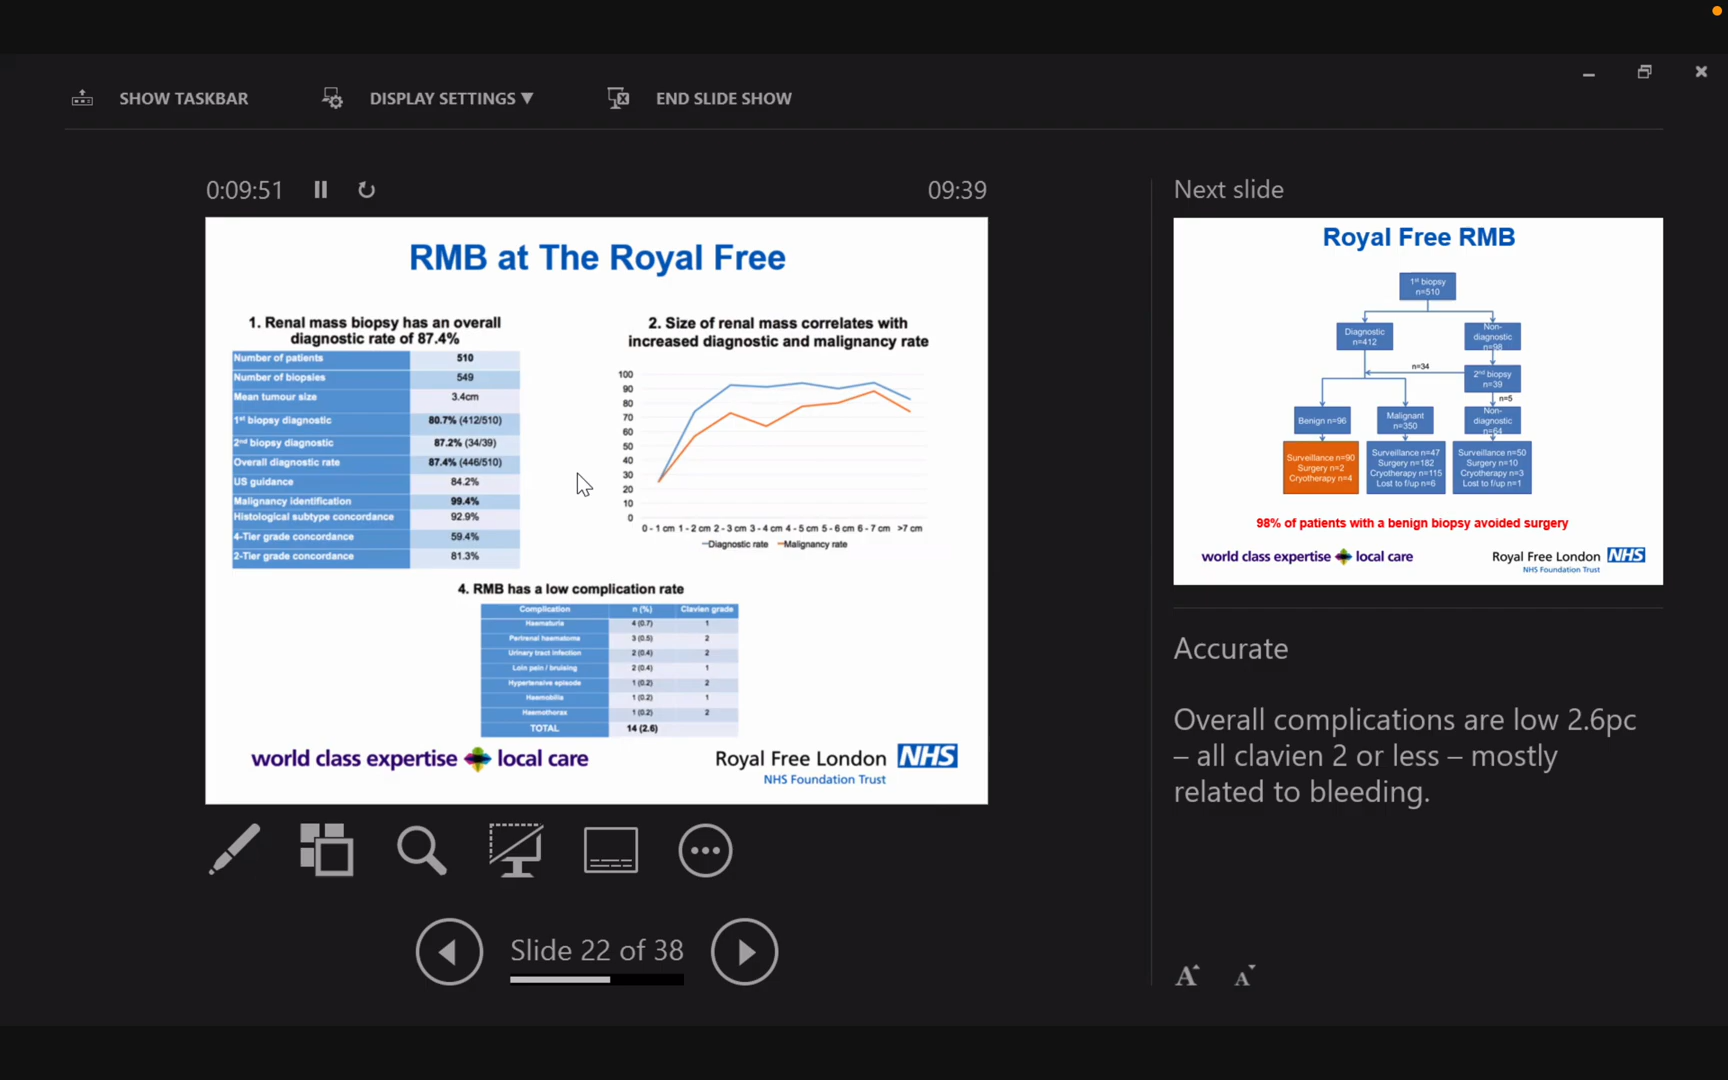 SHOW TASKBAR
DISPLAY SETTINGS ▼
END SLIDE SHOW
0:09:51
09:39
RMB at The Royal Free
1. Renal mass biopsy has an overall
diagnostic rate of 87.4%
Number of patients 510
Number of biopsies 549
Mean tumour size 3.4cm
1st biopsy diagnostic 80.7% (412/510)
2nd biopsy diagnostic 87.2% (34/39)
Overall diagnostic rate 87.4% (446/510)
US guidance 84.2%
Malignancy identification 99.4%
Histological subtype concordance 92.9%
4-Tier grade concordance 59.4%
2-Tier grade concordance 81.3%
2. Size of renal mass correlates with
increased diagnostic and malignancy rate
100
90
80
70
60
50
40
30
20
10
0
0 - 1 cm 1 - 2 cm 2 - 3 cm 3 - 4 cm 4 - 5 cm 5 - 6 cm 6 - 7 cm >7 cm
Diagnostic rate Malignancy rate
4. RMB has a low complication rate
Complication n (%) Clavien grade
Haematuria 4 (0.7) 1
Perirenal haematoma 3 (0.5) 2
Urinary tract infection 2 (0.4) 2
Loin pain / bruising 2 (0.4) 1
Hypertensive episode 1 (0.2) 2
Haemobilia 1 (0.2) 1
Haemothorax 1 (0.2) 2
TOTAL 14 (2.6)
world class expertise local care
Royal Free London NHS
NHS Foundation Trust
Slide 22 of 38
Next slide
Royal Free RMB
1st biopsy
n=510
Diagnostic
n=412
Non-
diagnostic
n=98
n=34
2nd biopsy
n=39
n=5
Benign n=96
Malignant
n=350
Non-
diagnostic
n=64
Surveillance n=90
Surgery n=2
Cryotherapy n=4
Surveillance n=47
Surgery n=182
Cryotherapy n=115
Lost to f/up n=6
Surveillance n=50
Surgery n=10
Cryotherapy n=3
Lost to f/up n=1
98% of patients with a benign biopsy avoided surgery
world class expertise local care
Royal Free London NHS
NHS Foundation Trust
Accurate
Overall complications are low 2.6pc
– all clavien 2 or less – mostly
related to bleeding.
A A